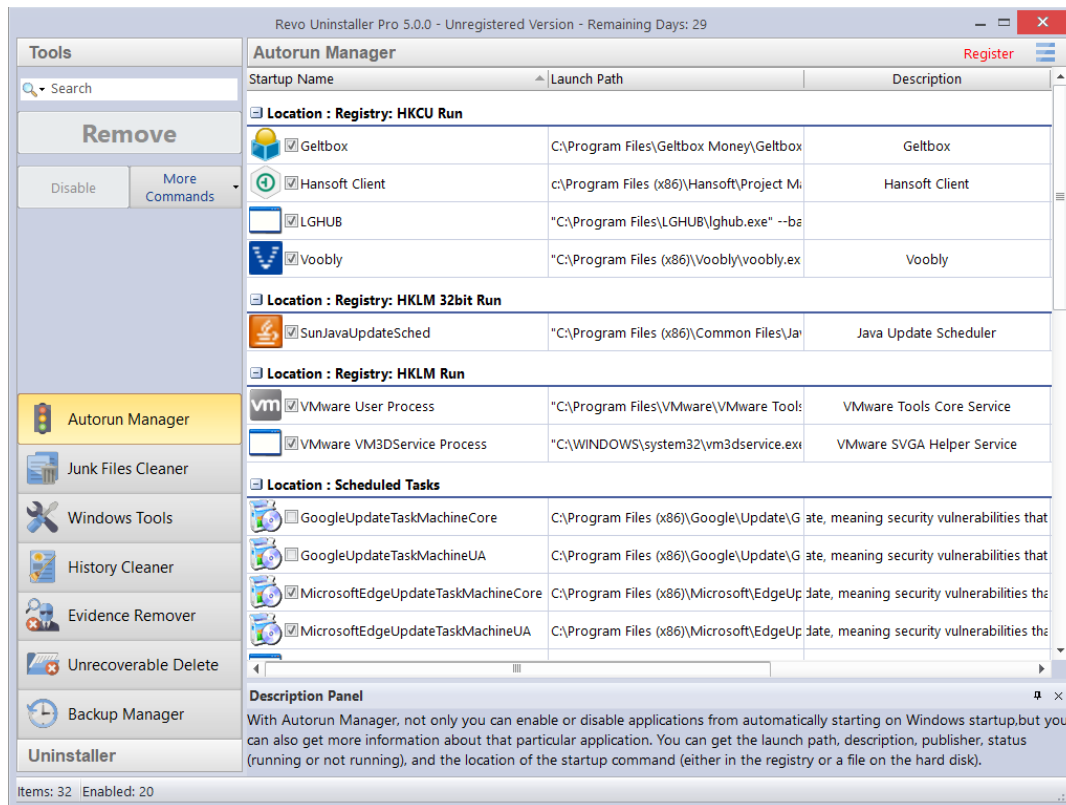 Revo Uninstaller Pro 5.0.0 - Unregistered Version - Remaining Days: 29
Tools
Search
Remove
Disable
More Commands
Autorun Manager
Junk Files Cleaner
Windows Tools
History Cleaner
Evidence Remover
Unrecoverable Delete
Backup Manager
Uninstaller
Autorun Manager
Register
Startup Name Launch Path Description
Location : Registry: HKCU Run
Geltbox C:\Program Files\Geltbox Money\Geltbox Geltbox
Hansoft Client c:\Program Files (x86)\Hansoft\Project Ma Hansoft Client
LGHUB "C:\Program Files\LGHUB\lghub.exe" --ba
Voobly "C:\Program Files (x86)\Voobly\voobly.ex Voobly
Location : Registry: HKLM 32bit Run
SunJavaUpdateSched "C:\Program Files (x86)\Common Files\Jav Java Update Scheduler
Location : Registry: HKLM Run
vm VMware User Process "C:\Program Files\VMware\VMware Tools VMware Tools Core Service
VMware VM3DService Process "C:\WINDOWS\system32\vm3dservice.exe VMware SVGA Helper Service
Location : Scheduled Tasks
GoogleUpdateTaskMachineCore C:\Program Files (x86)\Google\Update\G ate, meaning security vulnerabilities that
GoogleUpdateTaskMachineUA C:\Program Files (x86)\Google\Update\G ate, meaning security vulnerabilities that
MicrosoftEdgeUpdateTaskMachineCore C:\Program Files (x86)\Microsoft\EdgeUp date, meaning security vulnerabilities tha
MicrosoftEdgeUpdateTaskMachineUA C:\Program Files (x86)\Microsoft\EdgeUp date, meaning security vulnerabilities tha
Description Panel
With Autorun Manager, not only you can enable or disable applications from automatically starting on Windows startup,but you
can also get more information about that particular application. You can get the launch path, description, publisher, status
(running or not running), and the location of the startup command (either in the registry or a file on the hard disk).
Items: 32 Enabled: 20